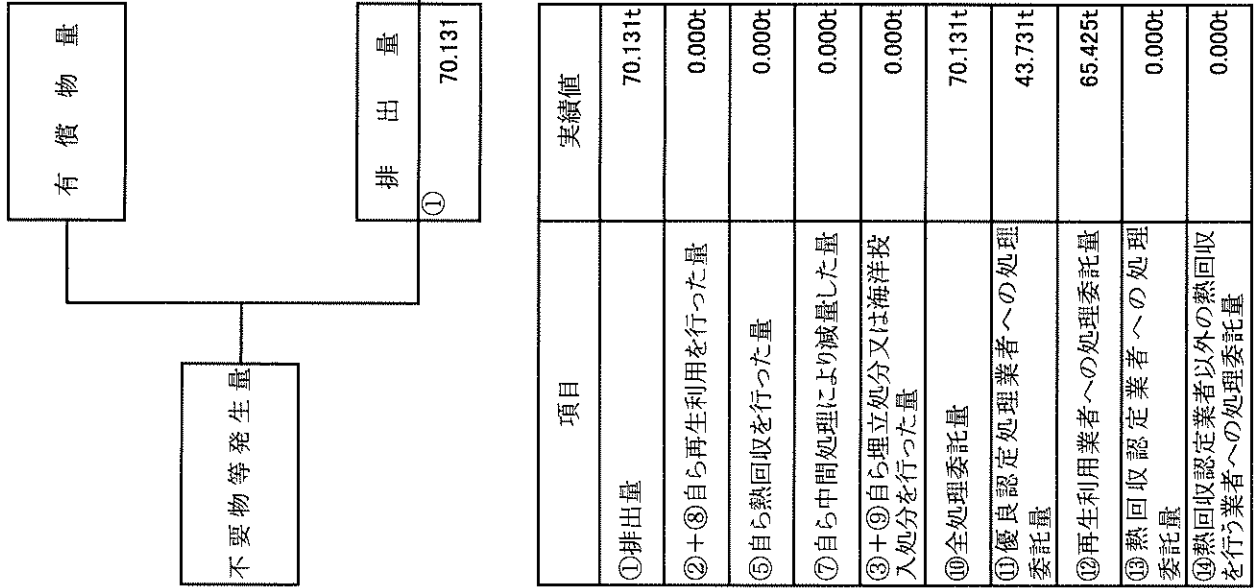 有償物量
不要物等発生量
排出量
①
70.131
項目 実績値
①排出量 70.131t
②+⑧自ら再生利用を行った量 0.000t
⑤自ら熱回収を行った量 0.000t
⑦自ら中間処理により減量した量 0.000t
③+⑨自ら埋立処分又は海洋投
入処分を行った量 0.000t
⑩全処理委託量 70.131t
⑪優良認定処理業者への処理
委託量 43.731t
⑫再生利用業者への処理委託量 65.425t
⑬熱回収認定業者への処理
委託量 0.000t
⑭熱回収認定業者以外の熱回収
を行う業者への処理委託量 0.000t